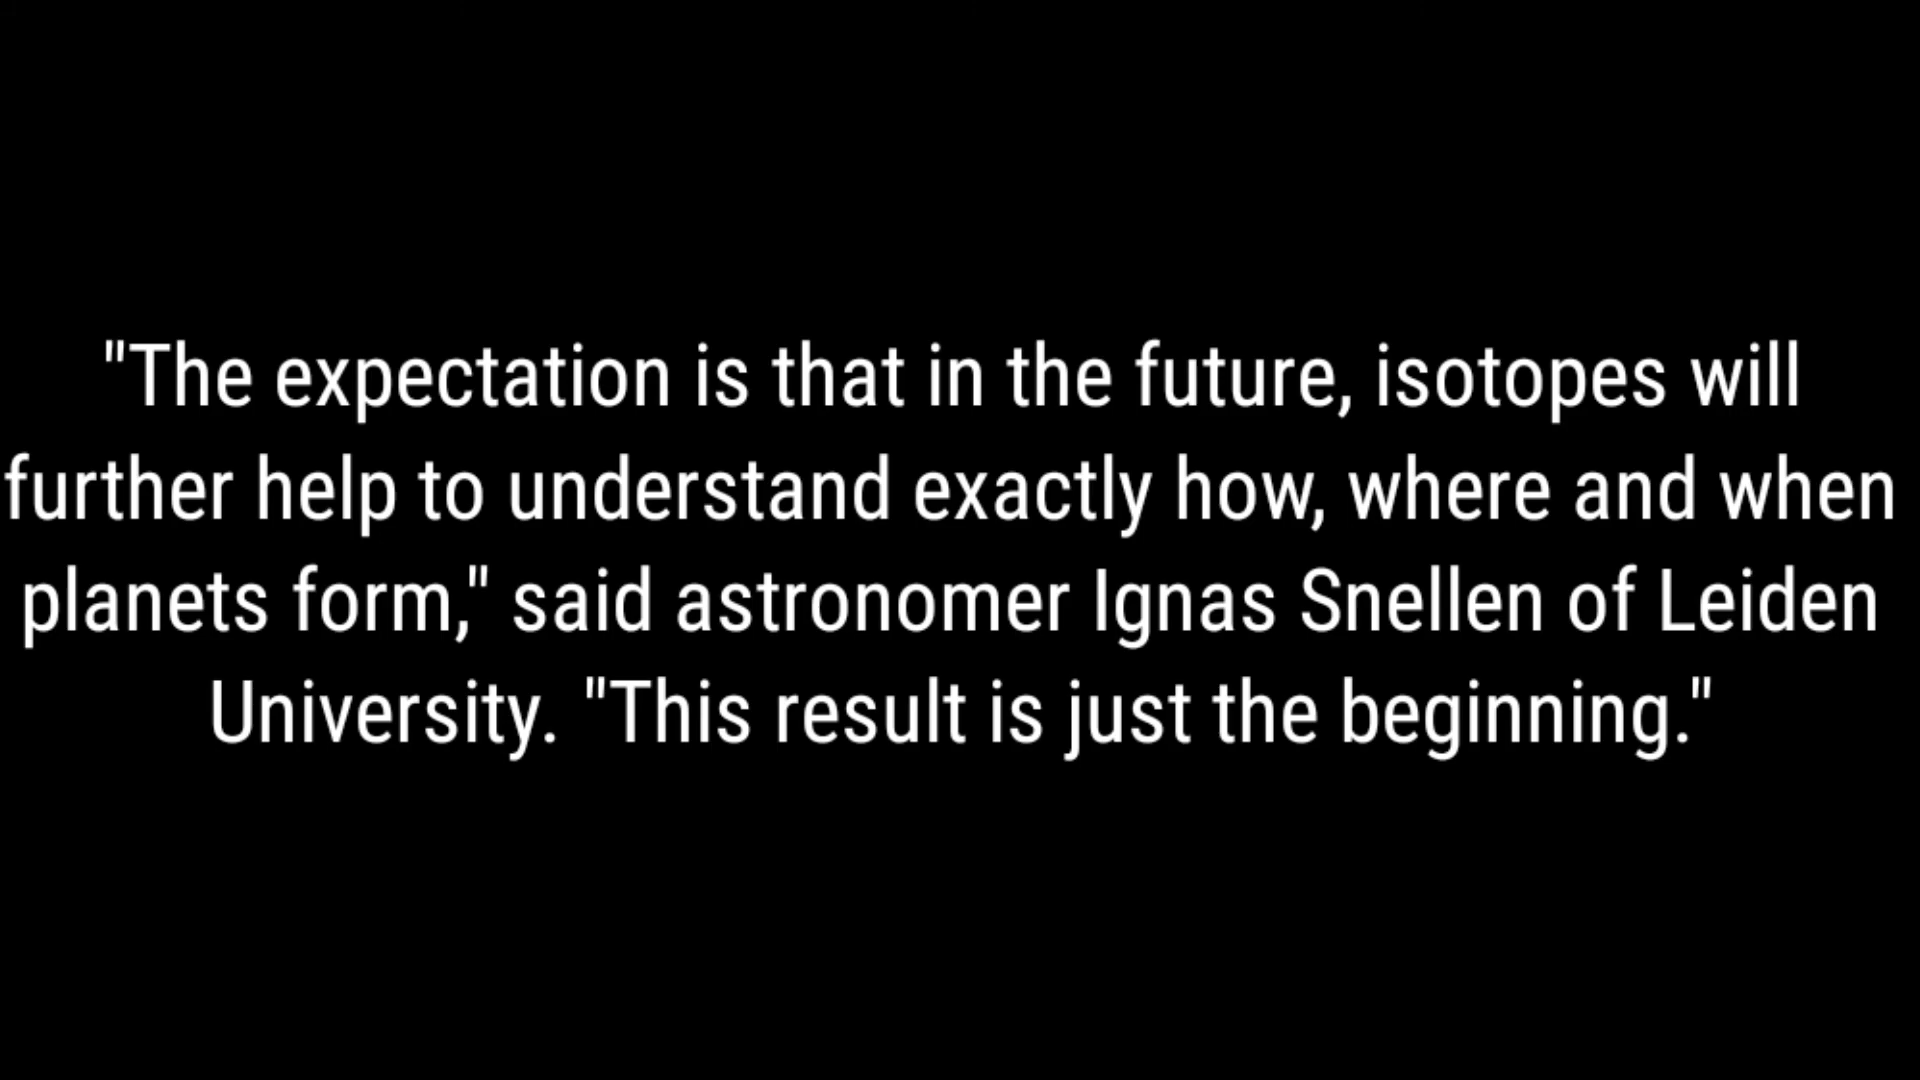 "The expectation is that in the future, isotopes will
further help to understand exactly how, where and when
planets form," said astronomer Ignas Snellen of Leiden
University. "This result is just the beginning."